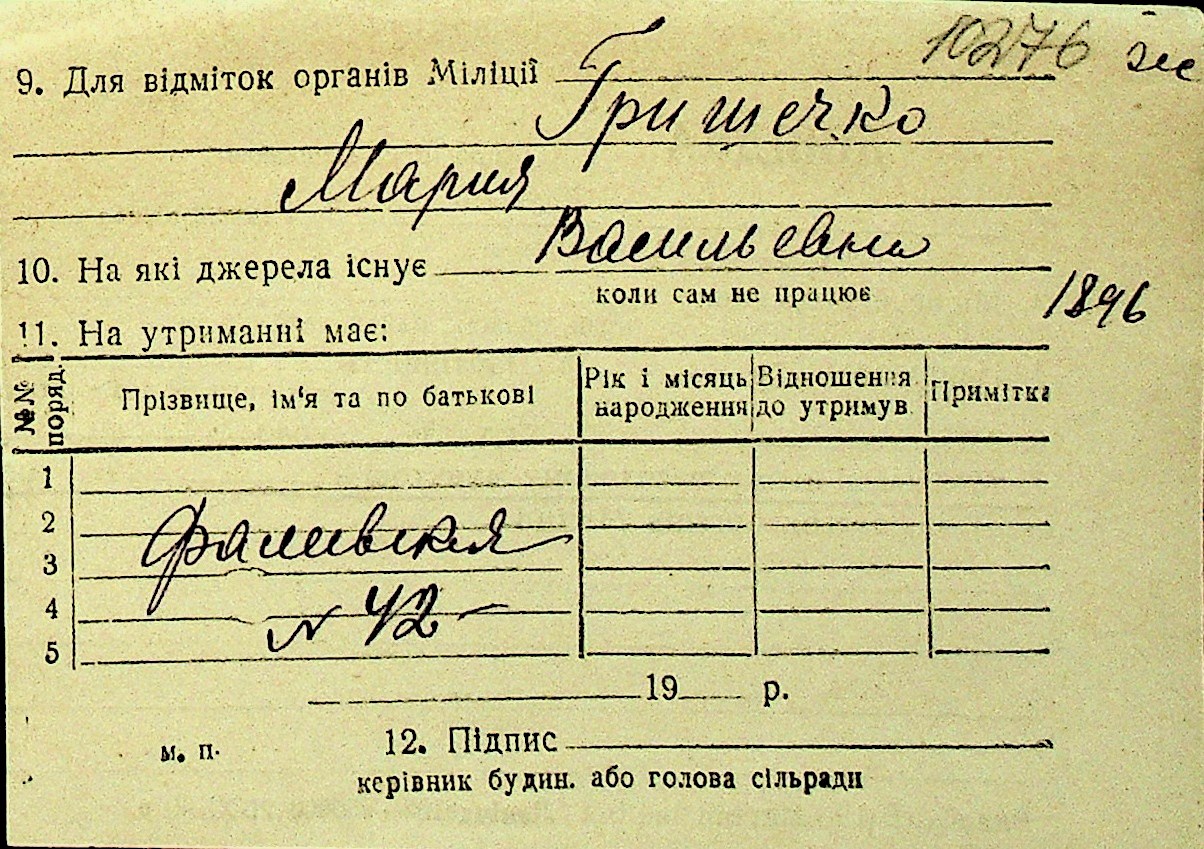 10276
9. Для відміток органів Міліції
Грищечко
Мария
Васильевна
10. На які джерела існує
коли сам не працює
1896
11. На утриманні має:
№№ поряд. Прізвище, ім'я та по батькові Рік і місяць народження Відношення до утримув. Примітка
1
2
3
4
№ 42
5
19 р.
м. п. 12. Підпис
керівник будин. або голова сільради